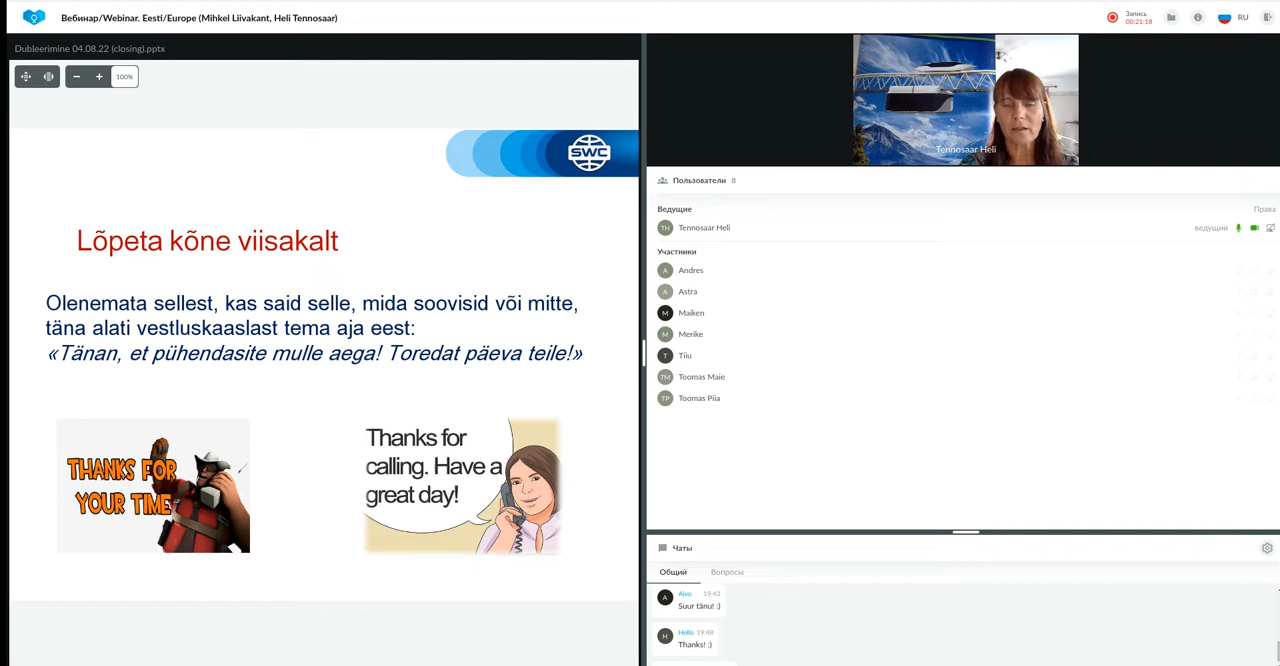 Вебинар/Webinar. Eesti/Europe (Mihkel Liivakant, Heli Tennosaar)
Запись
00:21:18
RU
Dubleerimine 04.08.22 (closing).pptx
100%
SWC
Lõpeta kõne viisakalt
Olenemata sellest, kas said selle, mida soovisid või mitte,
täna alati vestluskaaslast tema aja eest:
«Tänan, et pühendasite mulle aega! Toredat päeva teile!»
THANKS FOR
YOUR TIME
Thanks for
calling. Have a
great day!
Tennosaar Heli
Пользователи 8
Ведущие
Права
TH Tennosaar Heli
ведущий
Участники
A Andres
A Astra
M Maiken
M Merike
T Tiiu
TM Toomas Maie
TP Toomas Piia
Чаты
Общий
Вопросы
A Aivo 19:43
Suur tänu! :)
H Hello 19:48
Thanks! :)